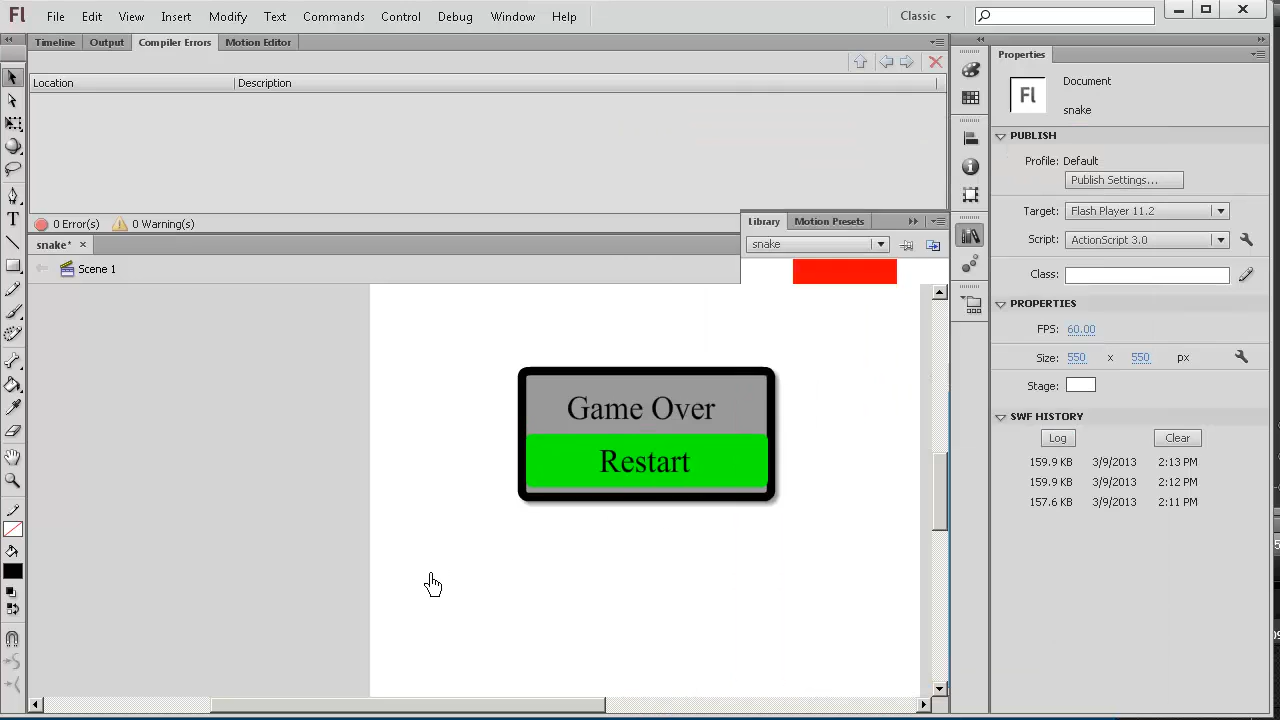 Fl File Edit View Insert Modify Text Commands Control Debug Window Help Classic
Timeline Output Compiler Errors Motion Editor
Properties
Location Description
Fl
Document
snake
PUBLISH
Profile: Default
Publish Settings...
Target: Flash Player 11.2
Script: ActionScript 3.0
Class:
PROPERTIES
FPS: 60.00
Size: 550 x 550 px
Stage:
SWF HISTORY
Log Clear
159.9 KB 3/9/2013 2:13 PM
159.9 KB 3/9/2013 2:12 PM
157.6 KB 3/9/2013 2:11 PM
0 Error(s) 0 Warning(s)
Library Motion Presets
snake
snake*
Scene 1
Game Over
Restart